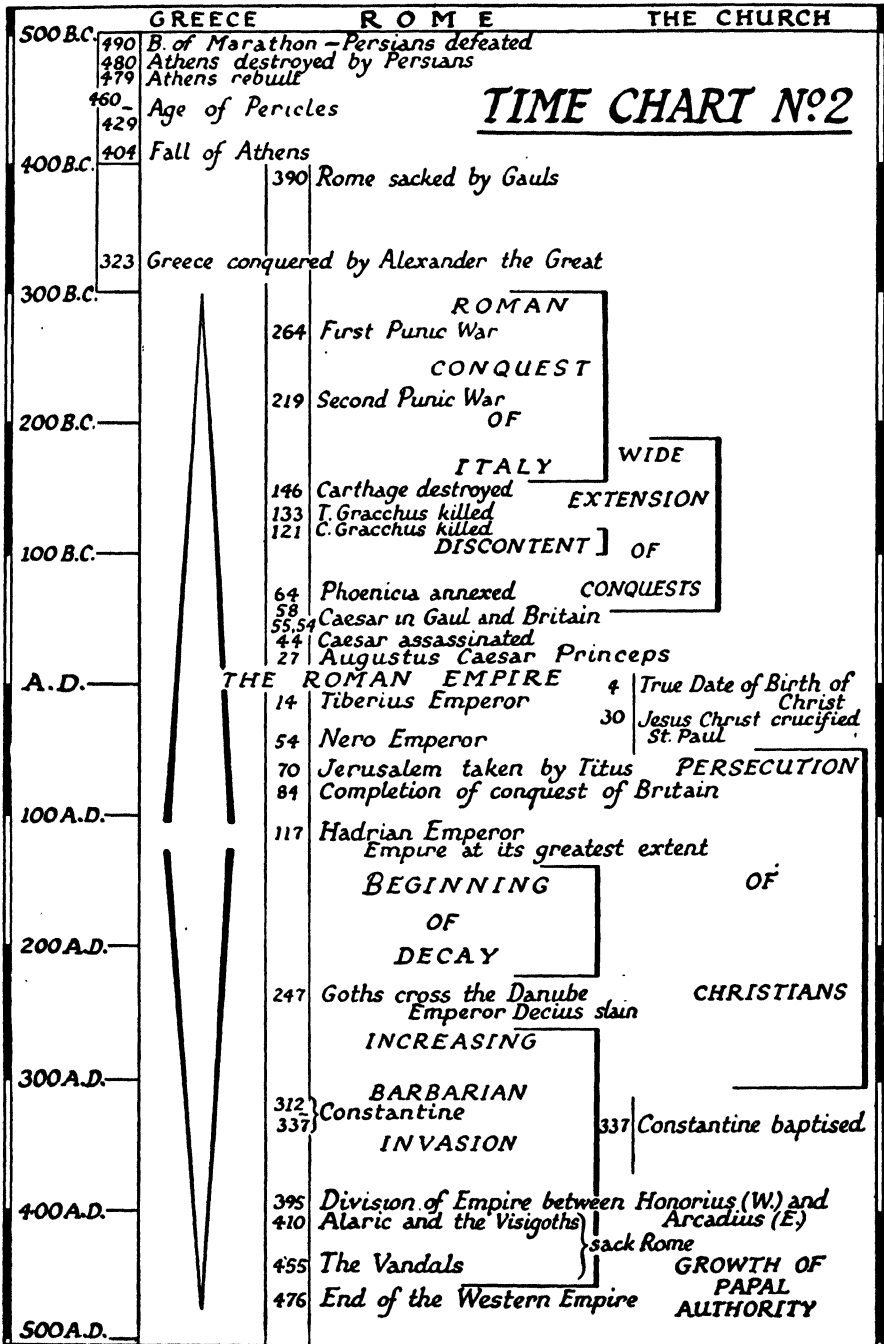 GREECE ROME THE CHURCH
500 B.C.
490 B. of Marathon – Persians defeated
480 Athens destroyed by Persians
479 Athens rebuilt
TIME CHART Nº2
460–
429 Age of Pericles
404 Fall of Athens
400 B.C.
390 Rome sacked by Gauls
323 Greece conquered by Alexander the Great
300 B.C.
ROMAN
264 First Punic War
CONQUEST
219 Second Punic War
200 B.C.
OF
ITALY
WIDE
146 Carthage destroyed
EXTENSION
133 T. Gracchus killed
121 C. Gracchus killed
DISCONTENT OF
100 B.C.
64 Phoenicia annexed CONQUESTS
58
55,54 Caesar in Gaul and Britain
44 Caesar assassinated
27 Augustus Caesar Princeps
A.D.
THE ROMAN EMPIRE
4 True Date of Birth of
Christ
14 Tiberius Emperor
30 Jesus Christ crucified
St. Paul
54 Nero Emperor
70 Jerusalem taken by Titus PERSECUTION
84 Completion of conquest of Britain
100 A.D.
117 Hadrian Emperor
Empire at its greatest extent
BEGINNING OF
OF
200 A.D.
DECAY
247 Goths cross the Danube CHRISTIANS
Emperor Decius slain
INCREASING
300 A.D.
BARBARIAN
312–
337 Constantine
337 Constantine baptised
INVASION
395 Division of Empire between Honorius (W.) and
Arcadius (E.)
400 A.D.
410 Alaric and the Visigoths
sack Rome
455 The Vandals
GROWTH OF
PAPAL
AUTHORITY
476 End of the Western Empire
500 A.D.